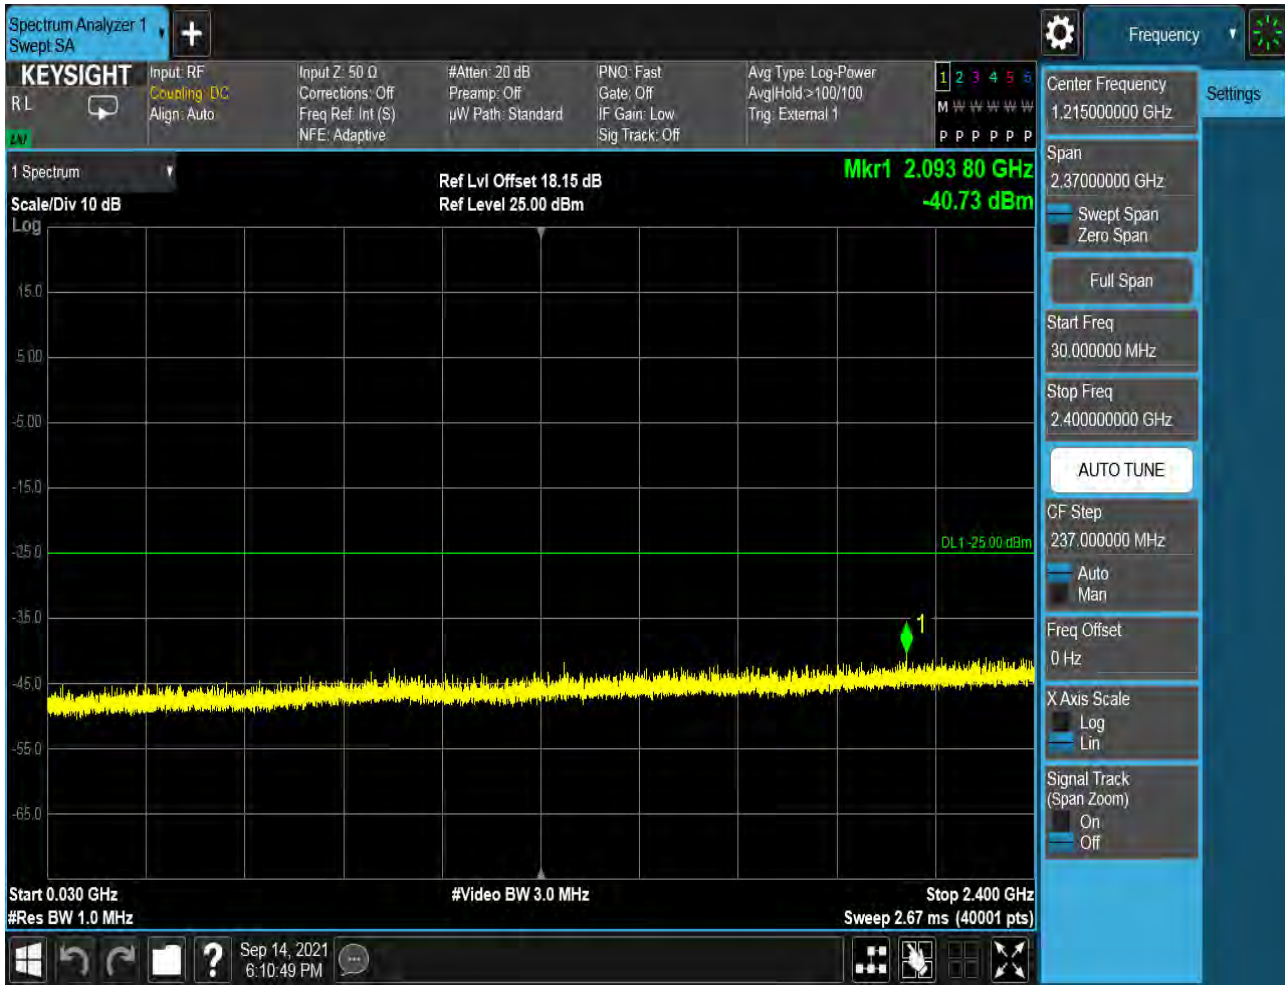 Spectrum Analyzer 1
Swept SA
Frequency
KEYSIGHT
R L
Input: RF
Coupling: DC
Align: Auto
Input Z: 50 Ω
Corrections: Off
Freq Ref: Int (S)
NFE: Adaptive
#Atten: 20 dB
Preamp: Off
µW Path: Standard
PNO: Fast
Gate: Off
IF Gain: Low
Sig Track: Off
Avg Type: Log-Power
Avg|Hold:>100/100
Trig: External 1
1 2 3 4 5 6
M W W W W W
P P P P P P
1 Spectrum
Scale/Div 10 dB
Log
Ref Lvl Offset 18.15 dB
Ref Level 25.00 dBm
Mkr1 2.093 80 GHz
-40.73 dBm
15.0
5.00
-5.00
-15.0
-25.0
-35.0
-45.0
-55.0
-65.0
DL1 -25.00 dBm
1
Start 0.030 GHz
#Res BW 1.0 MHz
#Video BW 3.0 MHz
Stop 2.400 GHz
Sweep 2.67 ms (40001 pts)
Sep 14, 2021
6:10:49 PM
Center Frequency
1.215000000 GHz
Settings
Span
2.37000000 GHz
Swept Span
Zero Span
Full Span
Start Freq
30.000000 MHz
Stop Freq
2.400000000 GHz
AUTO TUNE
CF Step
237.000000 MHz
Auto
Man
Freq Offset
0 Hz
X Axis Scale
Log
Lin
Signal Track
(Span Zoom)
On
Off